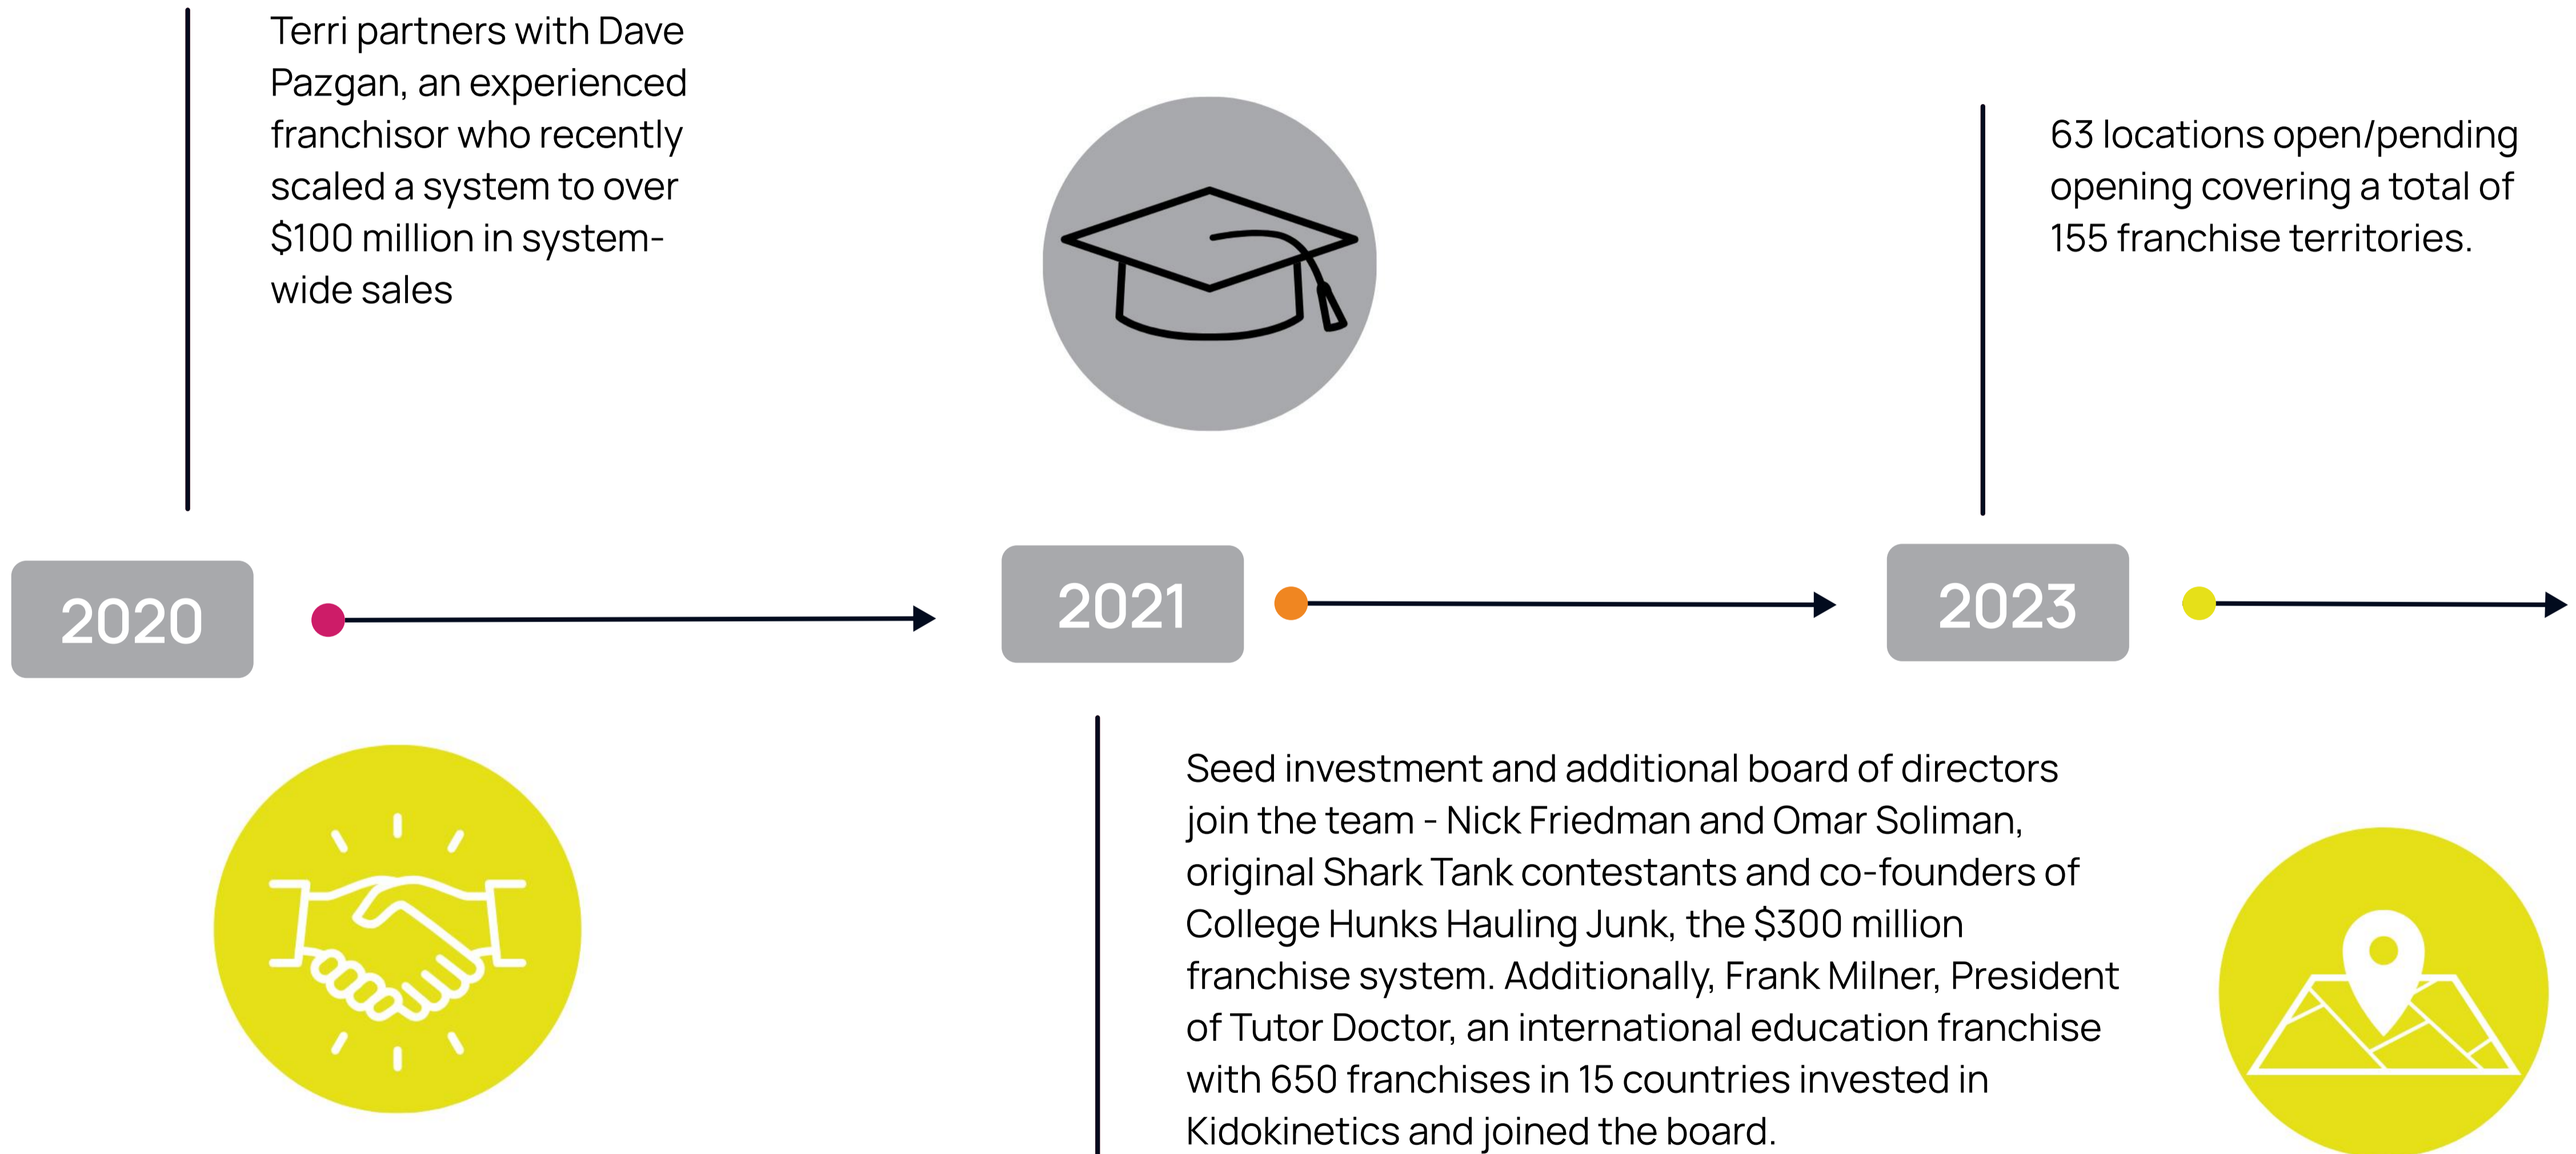 Terri partners with Dave
Pazgan, an experienced
franchisor who recently
scaled a system to over
$100 million in system-
wide sales
63 locations open/pending
opening covering a total of
155 franchise territories.
2020
2021
2023
Seed investment and additional board of directors
join the team - Nick Friedman and Omar Soliman,
original Shark Tank contestants and co-founders of
College Hunks Hauling Junk, the $300 million
franchise system. Additionally, Frank Milner, President
of Tutor Doctor, an international education franchise
with 650 franchises in 15 countries invested in
Kidokinetics and joined the board.